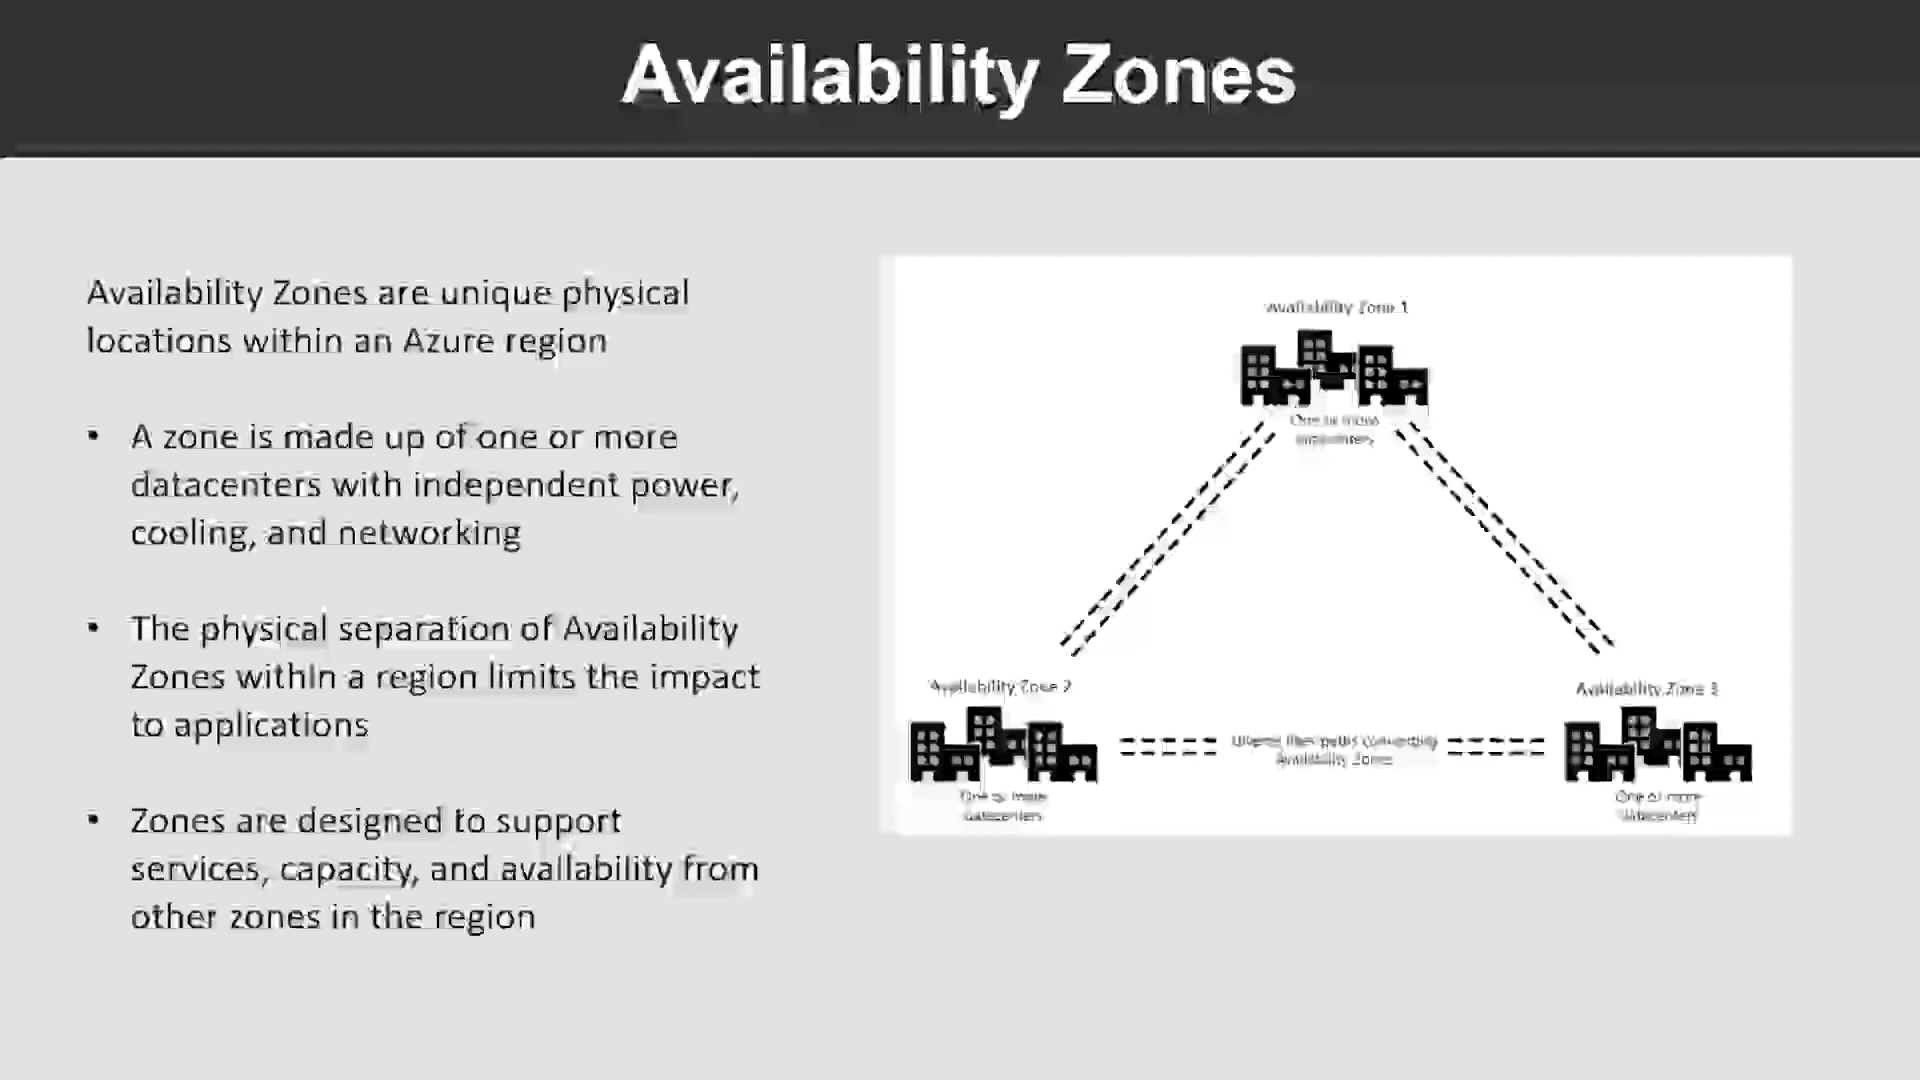 Availability Zones
Availability Zones are unique physical
locations within an Azure region
• A zone is made up of one or more
datacenters with independent power,
cooling, and networking
• The physical separation of Availability
Zones within a region limits the impact
to applications
• Zones are designed to support
services, capacity, and availability from
other zones in the region
Availability Zone 1
One or more
datacenters
Availability Zone 2
Availability Zone 3
paths connecting
Availability Zones
One or more
datacenters
One or more
datacenters